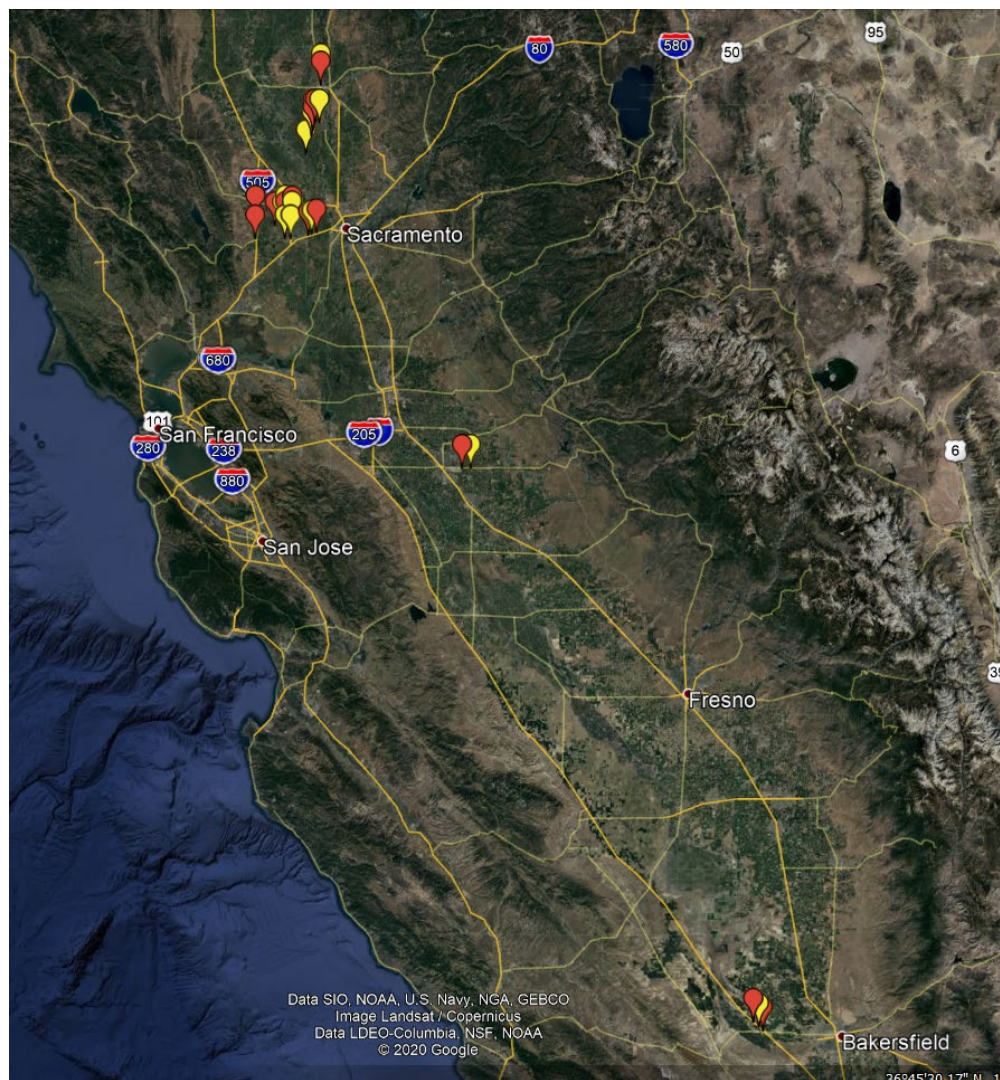 95
80
580
50
505
Sacramento
680
101
San Francisco
280
238
205
6
880
San Jose
39
Fresno
Data SIO, NOAA, U.S. Navy, NGA, GEBCO
Image Landsat / Copernicus
Data LDEO-Columbia, NSF, NOAA
© 2020 Google
Bakersfield